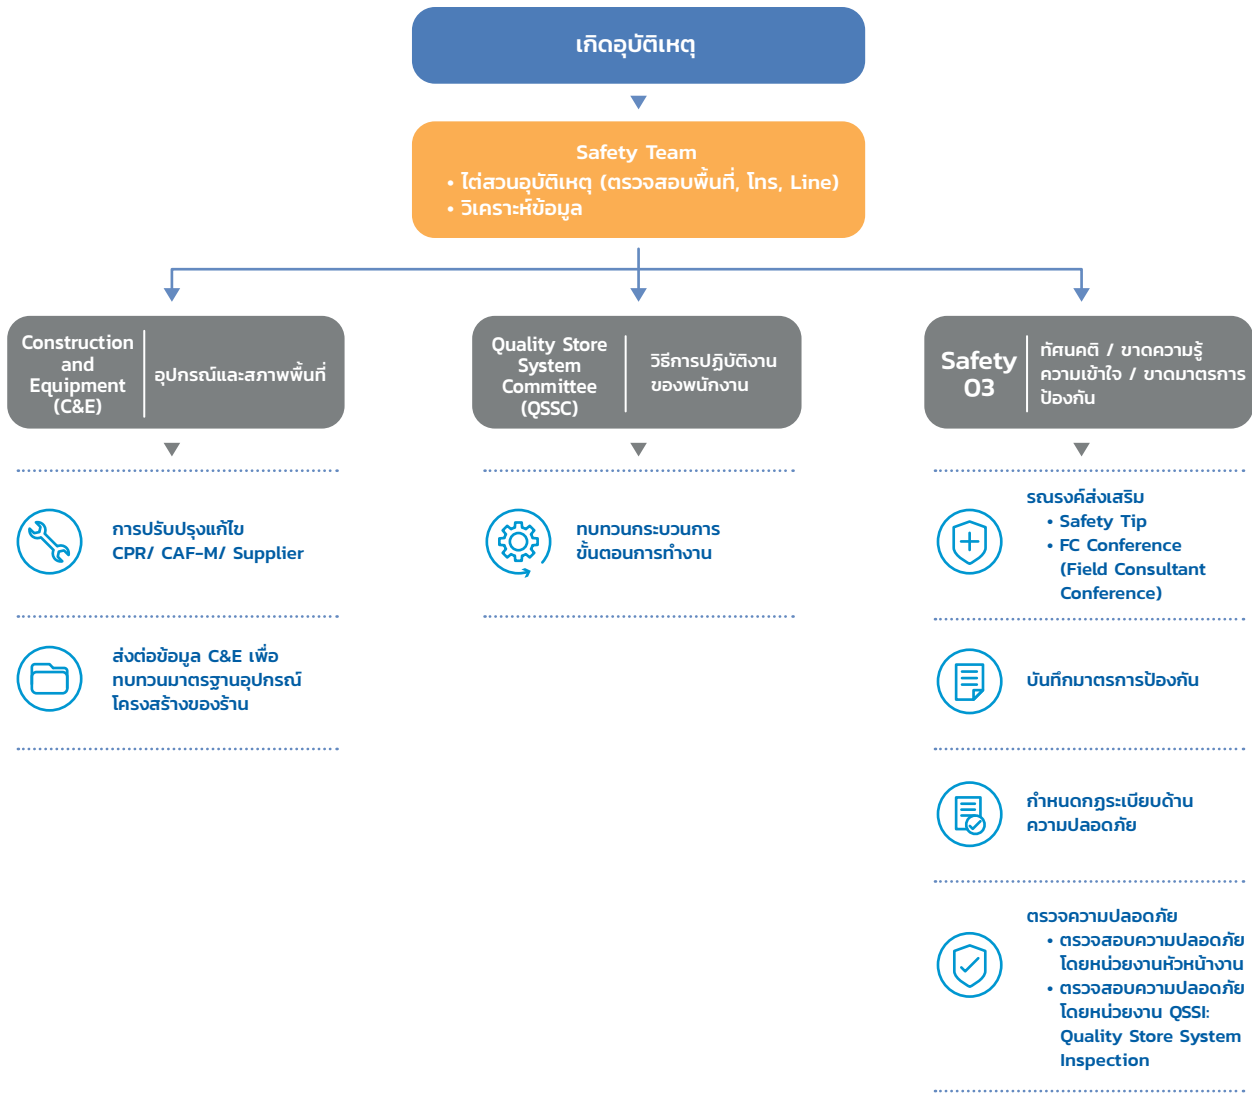 เกิดอุบัติเหตุ
Safety Team
• ไต่สวนอุบัติเหตุ (ตรวจสอบพื้นที่, โทร, Line)
• วิเคราะห์ข้อมูล
Construction
and
Equipment
(C&E)
อุปกรณ์และสภาพพื้นที่
Quality Store
System
Committee
(QSSC)
วิธีการปฏิบัติงาน
ของพนักงาน
Safety
03
ทัศนคติ / ขาดความรู้
ความเข้าใจ / ขาดมาตรการ
ป้องกัน
การปรับปรุงแก้ไข
CPR/ CAF-M/ Supplier
ส่งต่อข้อมูล C&E เพื่อ
ทบทวนมาตรฐานอุปกรณ์
โครงสร้างของร้าน
ทบทวนกระบวนการ
ขั้นตอนการทำงาน
รณรงค์ส่งเสริม
• Safety Tip
• FC Conference
(Field Consultant
Conference)
บันทึกมาตรการป้องกัน
กำหนดกฎระเบียบด้าน
ความปลอดภัย
ตรวจความปลอดภัย
• ตรวจสอบความปลอดภัย
โดยหน่วยงานหัวหน้างาน
• ตรวจสอบความปลอดภัย
โดยหน่วยงาน QSSI:
Quality Store System
Inspection